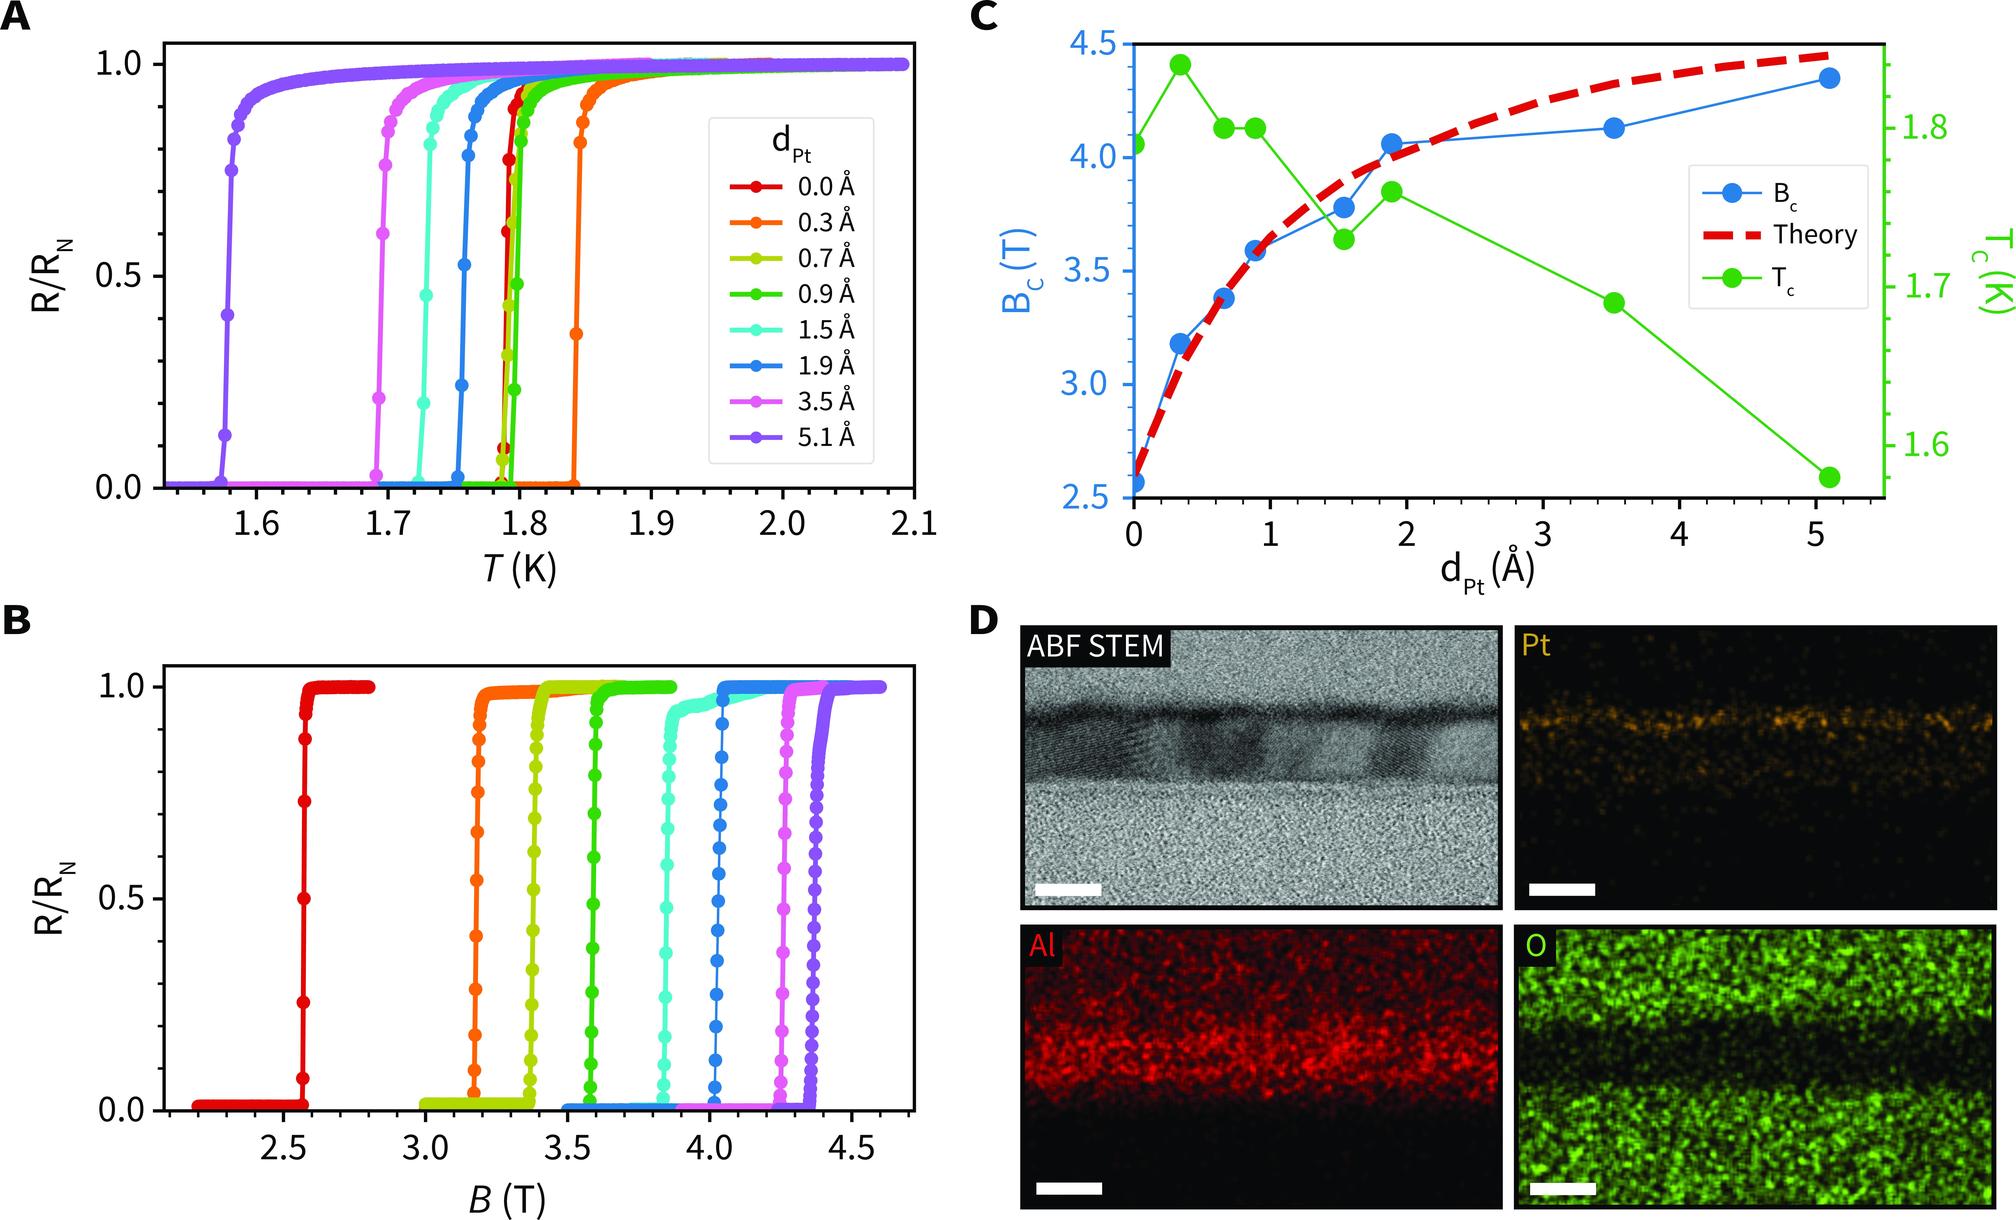 A
1.0
0.5
0.0
R/R_N
1.6 1.7 1.8 1.9 2.0 2.1
T (K)
d_Pt
0.0 Å
0.3 Å
0.7 Å
0.9 Å
1.5 Å
1.9 Å
3.5 Å
5.1 Å
B
1.0
0.5
0.0
R/R_N
2.5 3.0 3.5 4.0 4.5
B (T)
C
4.5
4.0
3.5
3.0
2.5
B_C (T)
0 1 2 3 4 5
d_Pt (Å)
1.8
1.7
1.6
T_C (K)
B_c
Theory
T_c
D
ABF STEM
Pt
Al
O